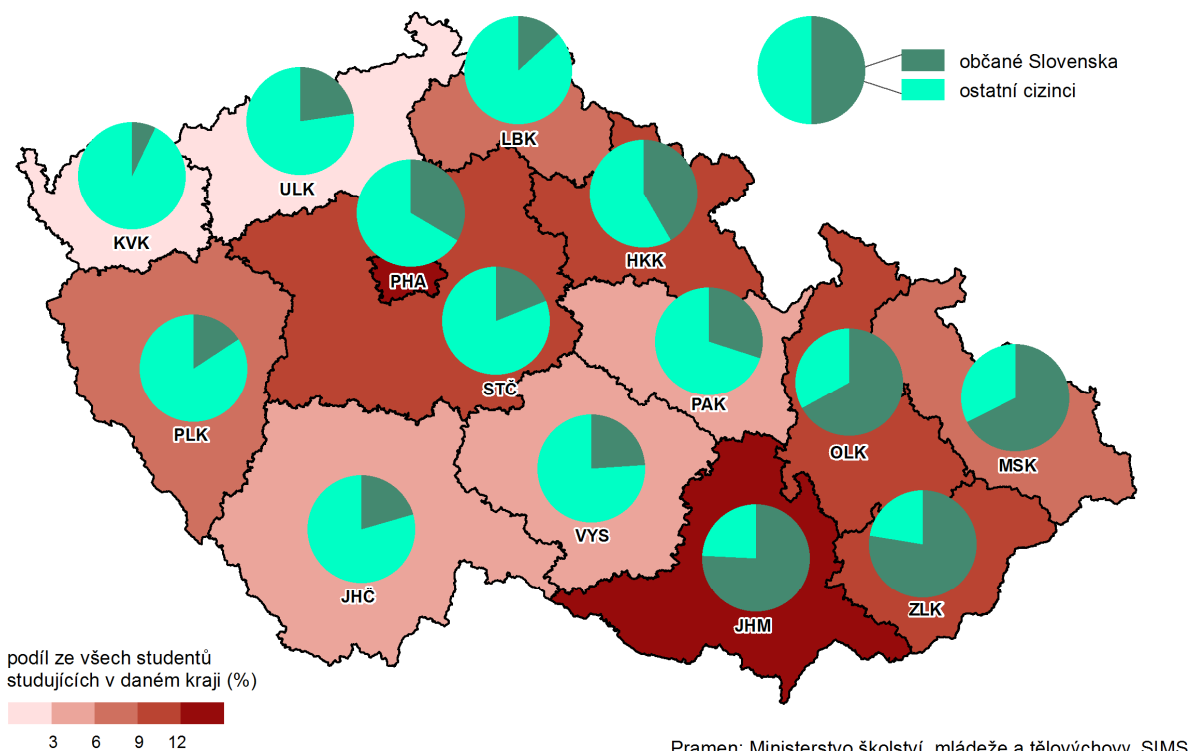 občané Slovenska
ostatní cizinci
LBK
ULK
KVK
HKK
PHA
STČ
PAK
PLK
OLK
MSK
VYS
JHČ
ZLK
JHM
podíl ze všech studentů
studujících v daném kraji (%)
3 6 9 12
Pramen: Ministerstvo školství, mládeže a tělovýchovy, SIMS